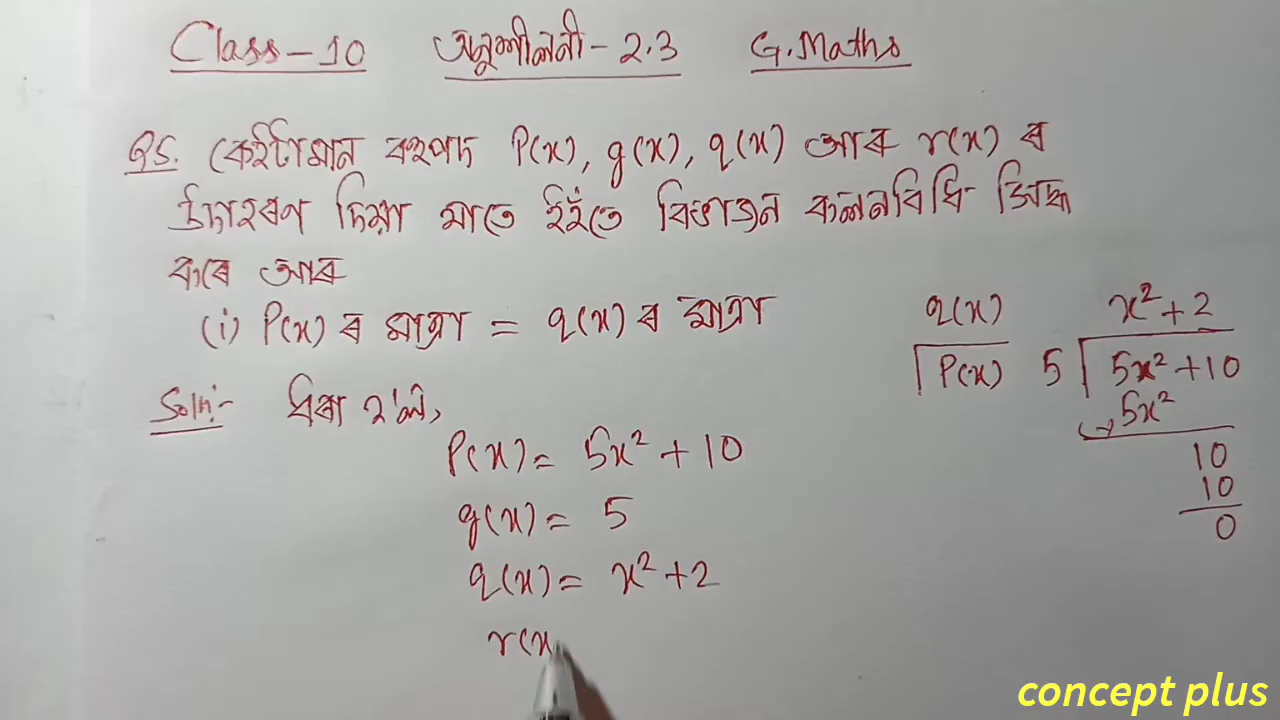 Class-10 অনুশীলনী-2.3 G.Maths
Q5. কেইটামান বহুপদ P(x), g(x), q(x) আৰু r(x) ৰ
উদাহৰণ দিয়া যাতে ইহঁতে বিভাজন কলনবিধি সিদ্ধ
কৰে আৰু
(i) P(x) ৰ মাত্ৰা = q(x) ৰ মাত্ৰা
Soln:- ধৰা হ'ল,
P(x) = 5x² + 10
g(x) = 5
q(x) = x² + 2
r(x
q(x)
P(x)
x² + 2
5 5x² + 10
5x²
10
10
0
concept plus